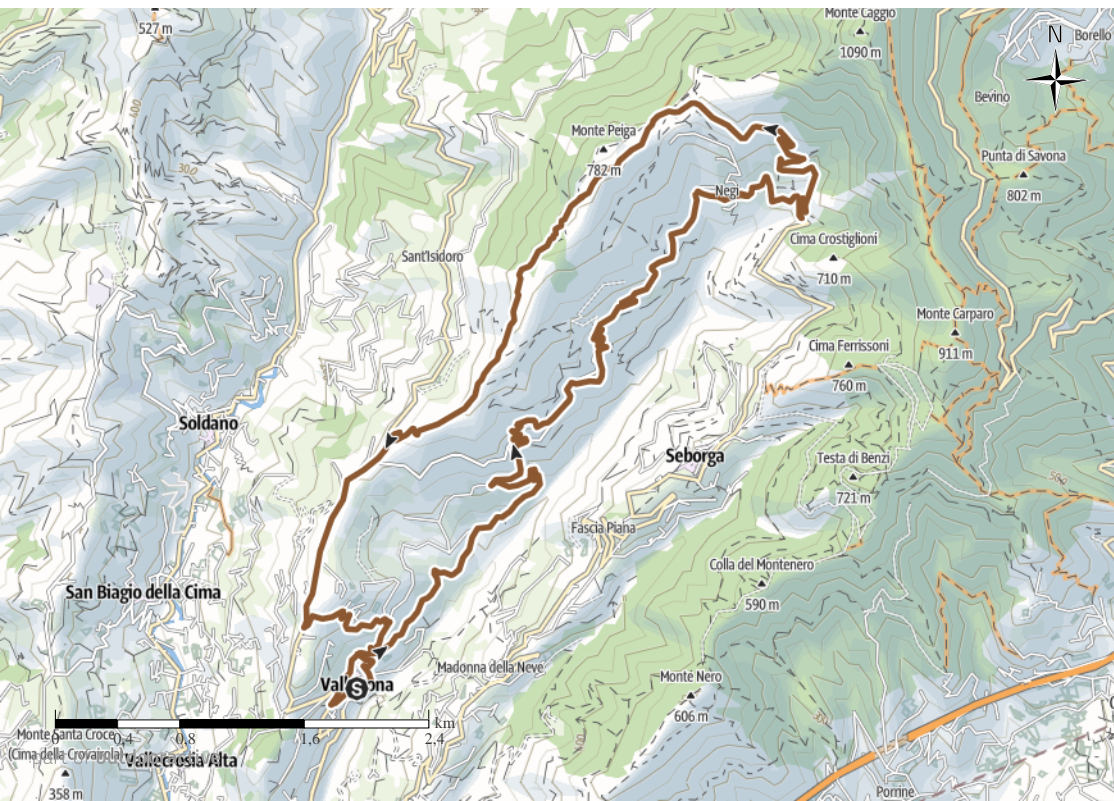 527 m
Monte Caggio
1090 m
N
Borello
Bevino
600
Monte Peiga
782 m
Punta di Savona
802 m
300
Negi
Cima Crostiglioni
710 m
Sant'Isidoro
Monte Carparo
911 m
Cima Ferrissoni
760 m
Soldano
Seborga
Testa di Benzi
721 m
Fascia Piana
Colla del Montenero
590 m
San Biagio della Cima
Madonna della Neve
Monte Nero
606 m
S
km
0,4
0,8
1,6
2,4
Monte Santa Croce
(Cima della Crovairola)
Vallecrosia Alta
358 m
Porrine